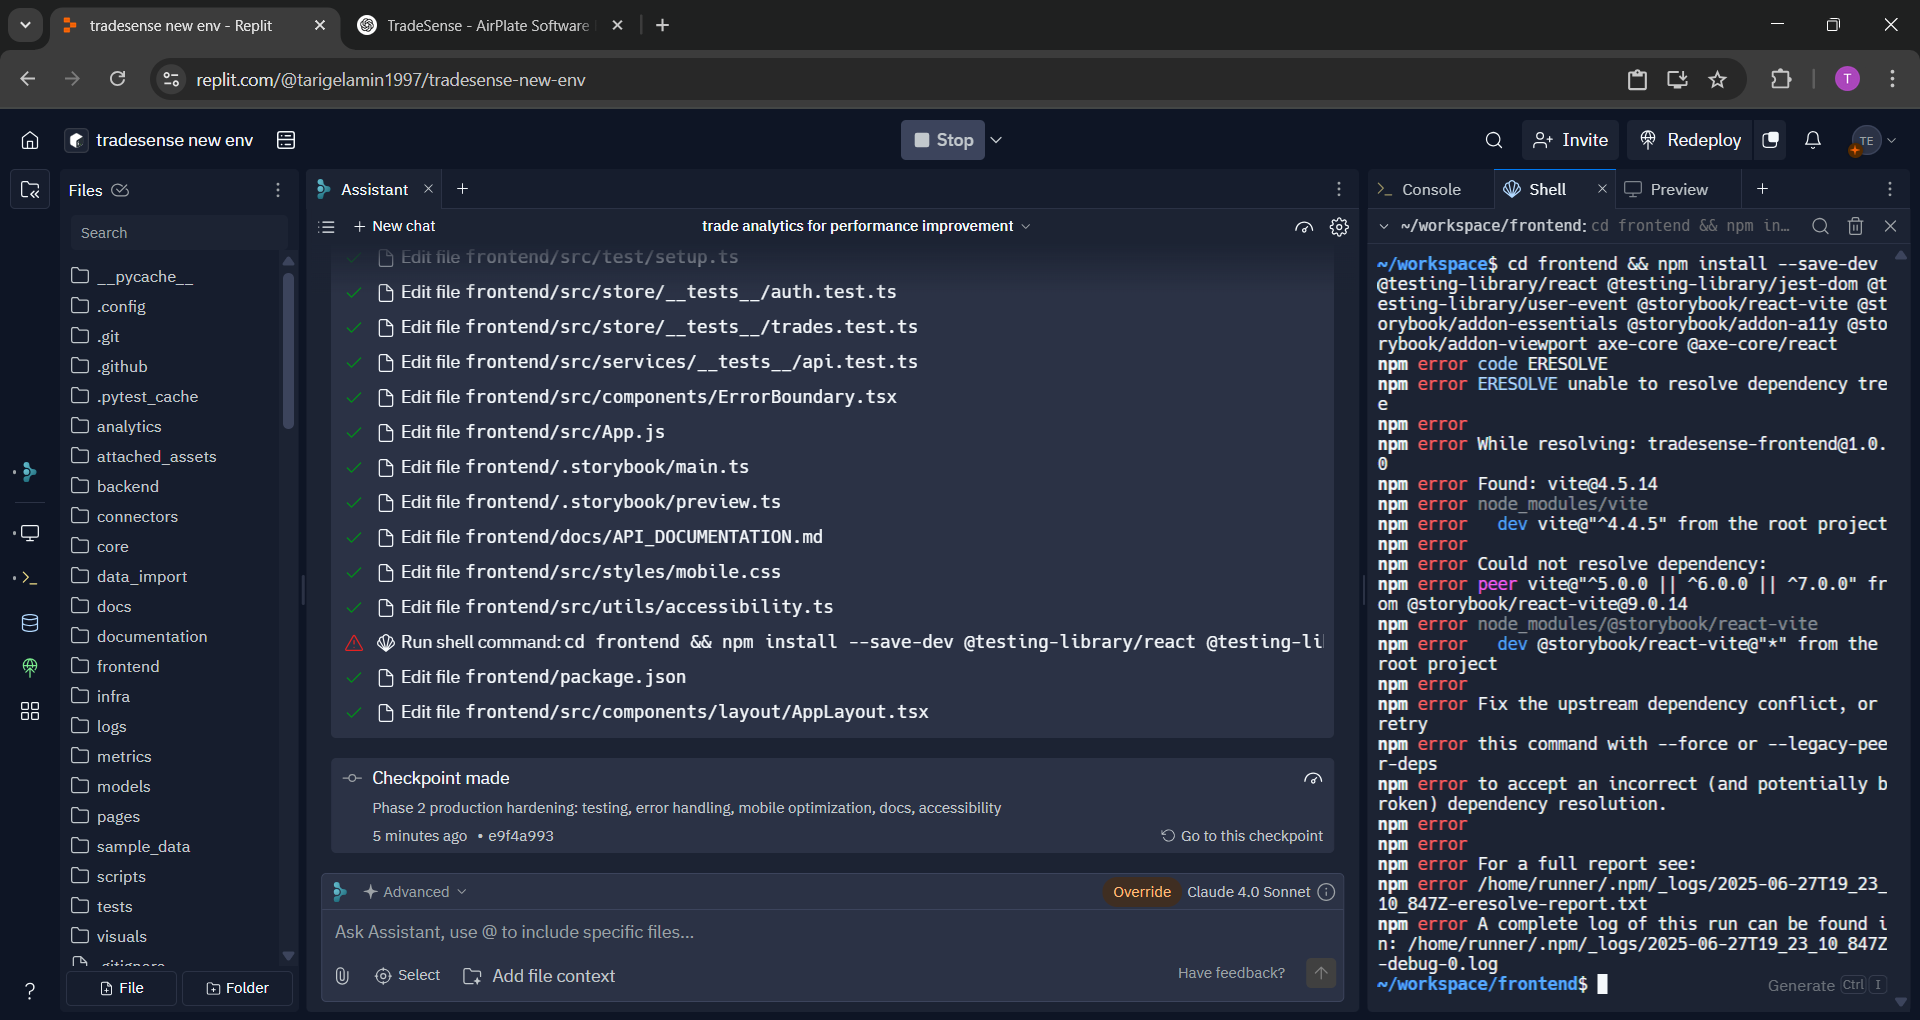 tradesense new env - Replit
TradeSense - AirPlate Software
replit.com/@tarigelamin1997/tradesense-new-env
T
tradesense new env
Stop
Invite
Redeploy
TE
Files
Search
__pycache__
.config
.git
.github
.pytest_cache
analytics
attached_assets
backend
connectors
core
data_import
docs
documentation
frontend
infra
logs
metrics
models
pages
sample_data
scripts
tests
visuals
.gitignore
File
Folder
Assistant
New chat
trade analytics for performance improvement
Edit file frontend/src/test/setup.ts
Edit file frontend/src/store/__tests__/auth.test.ts
Edit file frontend/src/store/__tests__/trades.test.ts
Edit file frontend/src/services/__tests__/api.test.ts
Edit file frontend/src/components/ErrorBoundary.tsx
Edit file frontend/src/App.js
Edit file frontend/.storybook/main.ts
Edit file frontend/.storybook/preview.ts
Edit file frontend/docs/API_DOCUMENTATION.md
Edit file frontend/src/styles/mobile.css
Edit file frontend/src/utils/accessibility.ts
Run shell command: cd frontend && npm install --save-dev @testing-library/react @testing-li
Edit file frontend/package.json
Edit file frontend/src/components/layout/AppLayout.tsx
Checkpoint made
Phase 2 production hardening: testing, error handling, mobile optimization, docs, accessibility
5 minutes ago • e9f4a993
Go to this checkpoint
Advanced
Override
Claude 4.0 Sonnet
Ask Assistant, use @ to include specific files...
Select
Add file context
Have feedback?
Console
Shell
Preview
~/workspace/frontend: cd frontend && npm in...
~/workspace$ cd frontend && npm install --save-dev
@testing-library/react @testing-library/jest-dom @t
esting-library/user-event @storybook/react-vite @st
orybook/addon-essentials @storybook/addon-a11y @sto
rybook/addon-viewport axe-core @axe-core/react
npm error code ERESOLVE
npm error ERESOLVE unable to resolve dependency tre
e
npm error
npm error While resolving: tradesense-frontend@1.0.
0
npm error Found: vite@4.5.14
npm error node_modules/vite
npm error   dev vite@"^4.4.5" from the root project
npm error
npm error Could not resolve dependency:
npm error peer vite@"^5.0.0 || ^6.0.0 || ^7.0.0" fr
om @storybook/react-vite@9.0.14
npm error node_modules/@storybook/react-vite
npm error   dev @storybook/react-vite@"*" from the
root project
npm error
npm error Fix the upstream dependency conflict, or
retry
npm error this command with --force or --legacy-pee
r-deps
npm error to accept an incorrect (and potentially b
roken) dependency resolution.
npm error
npm error
npm error For a full report see:
npm error /home/runner/.npm/_logs/2025-06-27T19_23_
10_847Z-eresolve-report.txt
npm error A complete log of this run can be found i
n: /home/runner/.npm/_logs/2025-06-27T19_23_10_847Z
-debug-0.log
~/workspace/frontend$
Generate Ctrl I